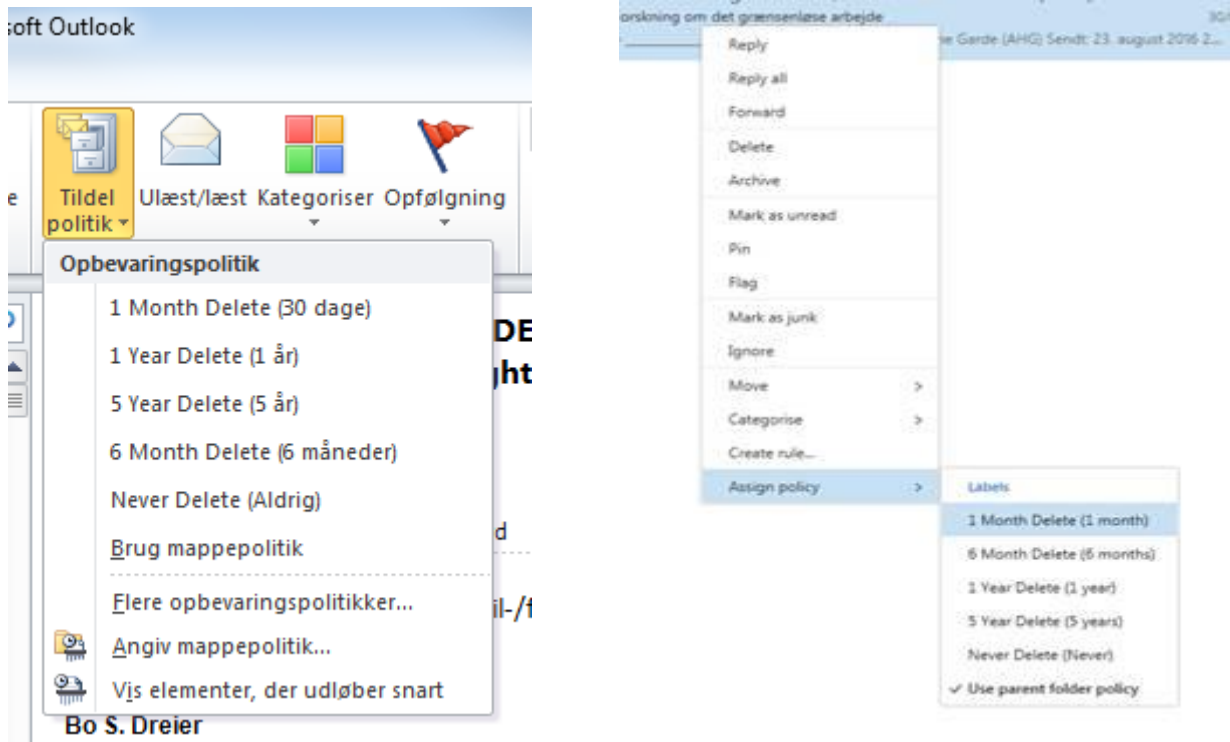 soft Outlook
e
Tildel politik
Ulæst/læst
Kategoriser
Opfølgning
Opbevaringspolitik
1 Month Delete (30 dage)
1 Year Delete (1 år)
5 Year Delete (5 år)
6 Month Delete (6 måneder)
Never Delete (Aldrig)
Brug mappepolitik
Flere opbevaringspolitikker...
Angiv mappepolitik...
Vis elementer, der udløber snart
DE
ght
d
il-/f
Bo S. Dreier
orskning om det grænsenløse arbejde
30/
ne Garde (AHG) Sendt: 23. august 2016 2...
Reply
Reply all
Forward
Delete
Archive
Mark as unread
Pin
Flag
Mark as junk
Ignore
Move
Categorise
Create rule...
Assign policy
Labels
1 Month Delete (1 month)
6 Month Delete (6 months)
1 Year Delete (1 year)
5 Year Delete (5 years)
Never Delete (Never)
Use parent folder policy